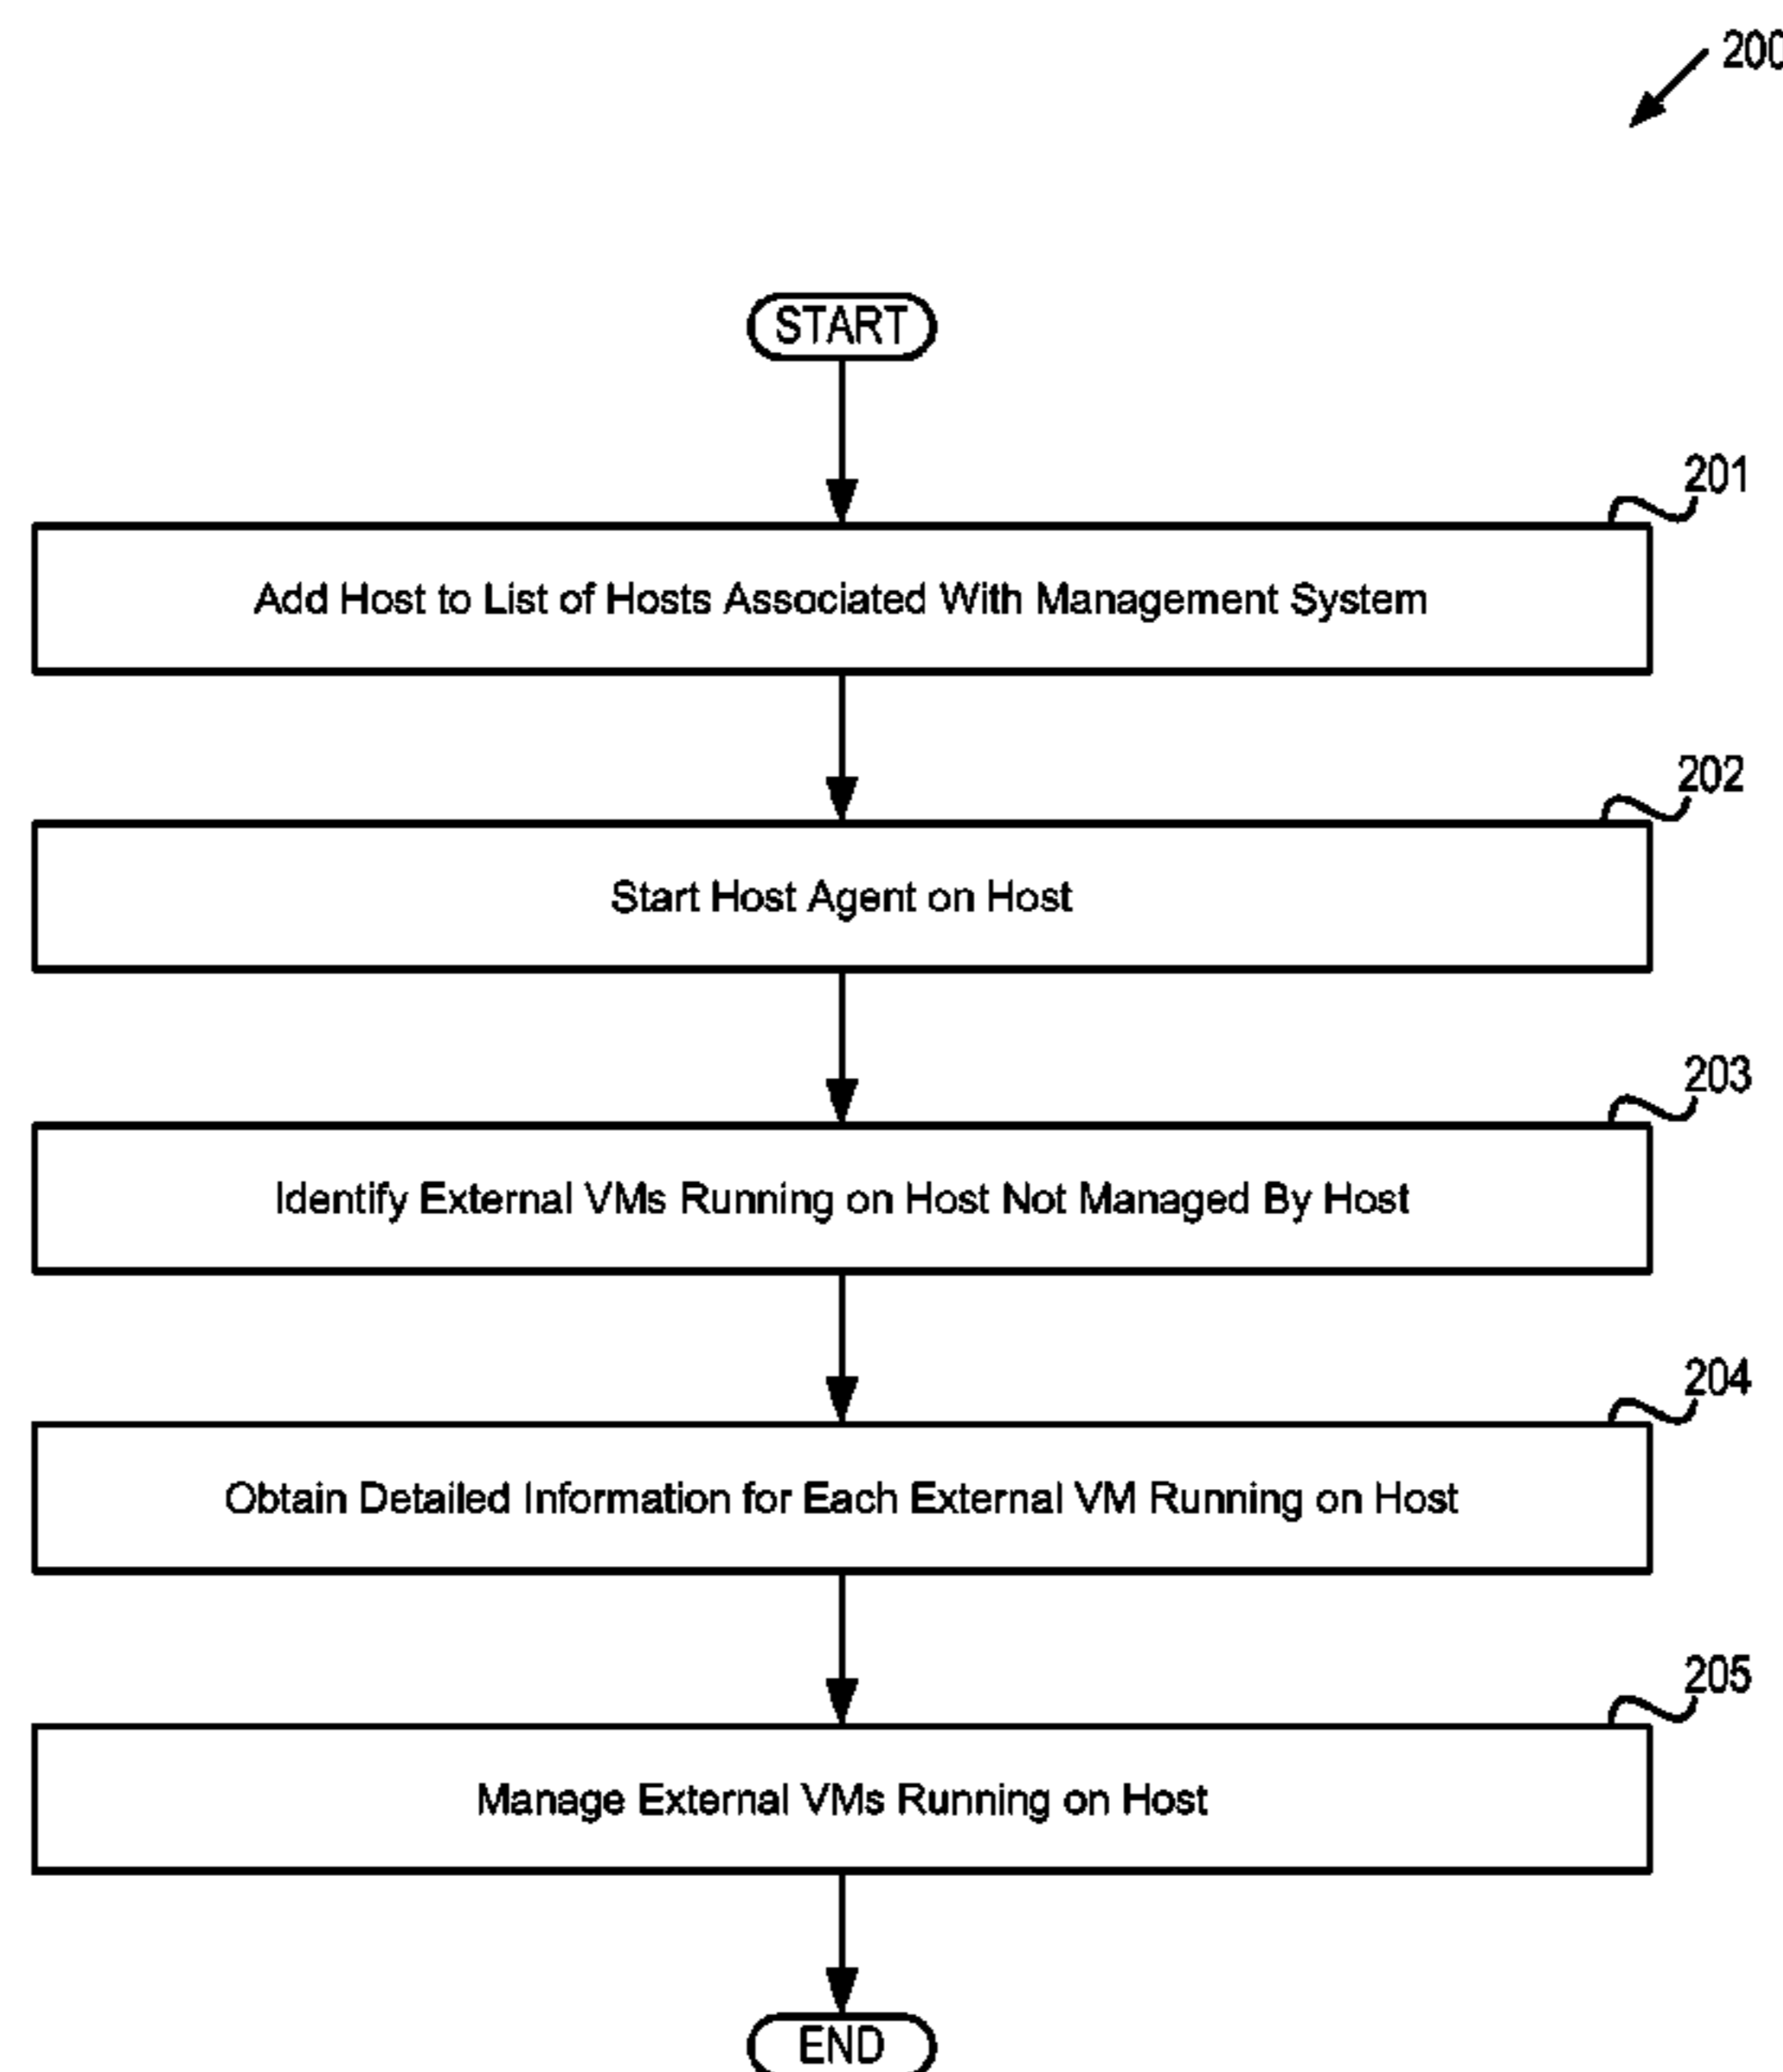 200
START
201
Add Host to List of Hosts Associated With Management System
202
Start Host Agent on Host
203
Identify External VMs Running on Host Not Managed By Host
204
Obtain Detailed Information for Each External VM Running on Host
205
Manage External VMs Running on Host
END